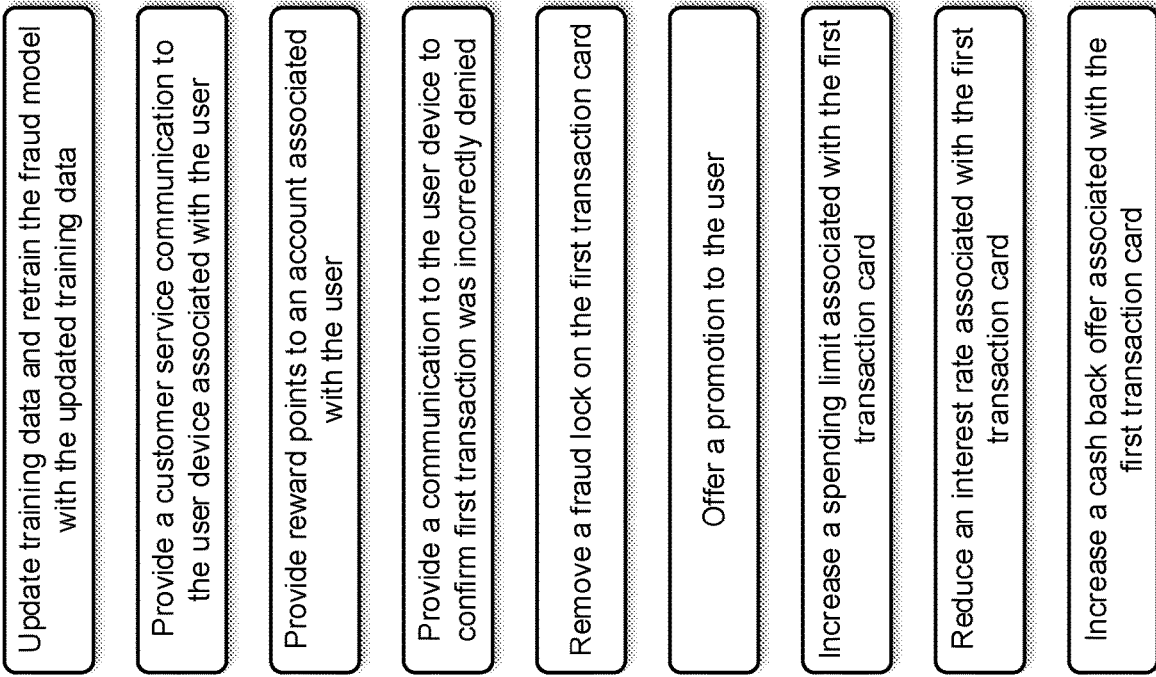 Update training data and retrain the fraud model
with the updated training data
Provide a customer service communication to
the user device associated with the user
Provide reward points to an account associated
with the user
Provide a communication to the user device to
confirm first transaction was incorrectly denied
Remove a fraud lock on the first transaction card
Offer a promotion to the user
Increase a spending limit associated with the first
transaction card
Reduce an interest rate associated with the first
transaction card
Increase a cash back offer associated with the
first transaction card